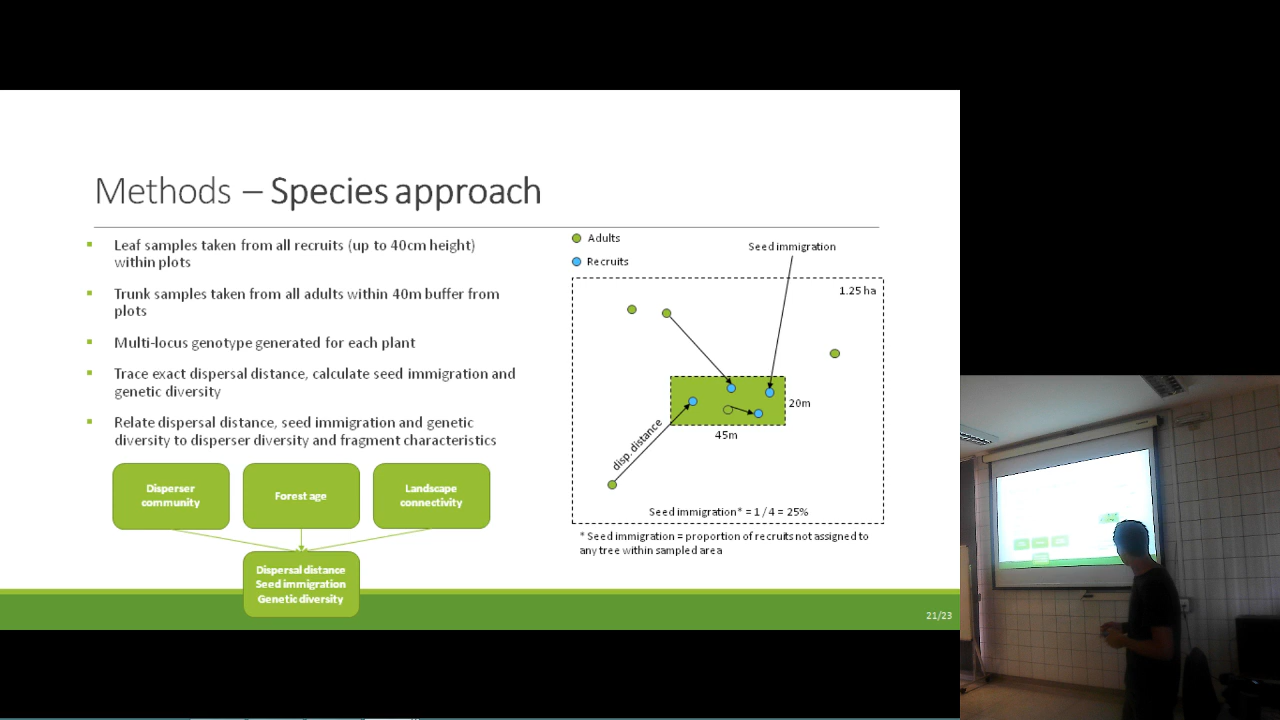 Methods – Species approach
Leaf samples taken from all recruits (up to 40cm height)
within plots
Trunk samples taken from all adults within 40m buffer from
plots
Multi-locus genotype generated for each plant
Trace exact dispersal distance, calculate seed immigration and
genetic diversity
Relate dispersal distance, seed immigration and genetic
diversity to disperser diversity and fragment characteristics
Disperser
community
Forest age
Landscape
connectivity
Dispersal distance
Seed immigration
Genetic diversity
Adults
Recruits
Seed immigration
1.25 ha
20m
45m
disp. distance
Seed immigration* = 1 / 4 = 25%
* Seed immigration = proportion of recruits not assigned to
any tree within sampled area
21/23